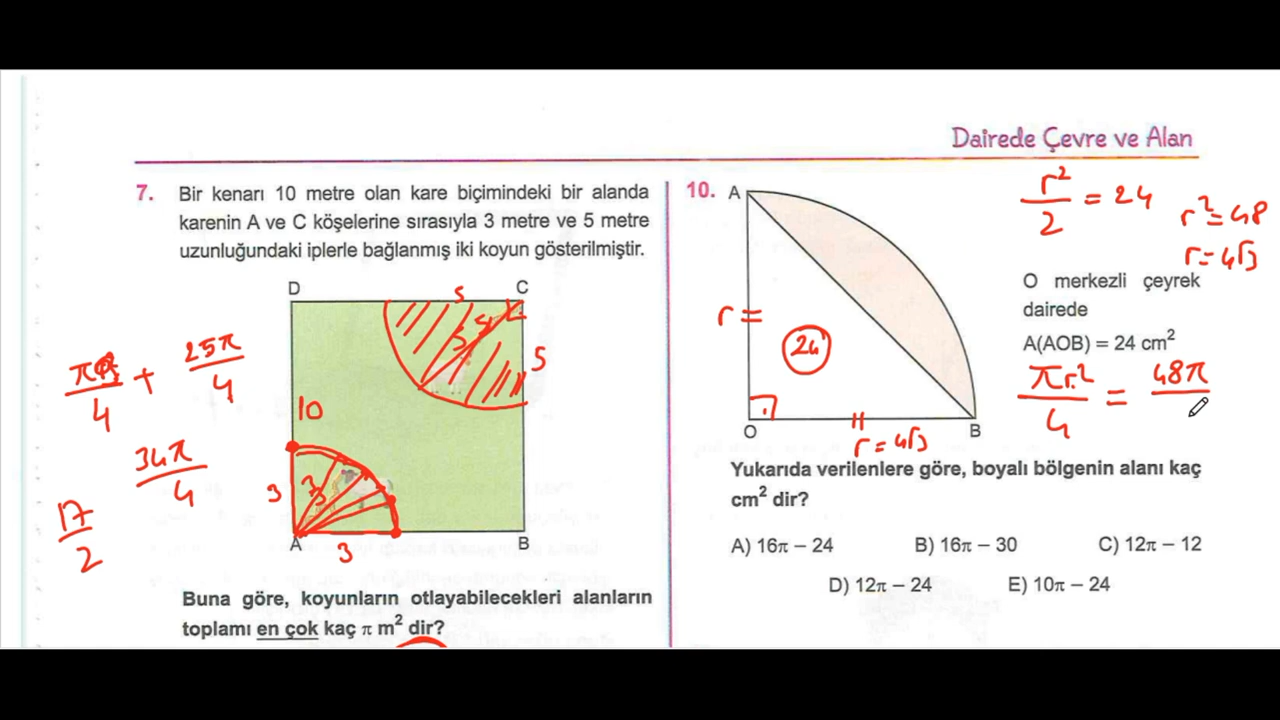 Dairede Çevre ve Alan
7. Bir kenarı 10 metre olan kare biçimindeki bir alanda
karenin A ve C köşelerine sırasıyla 3 metre ve 5 metre
uzunluğundaki iplerle bağlanmış iki koyun gösterilmiştir.
D
C
5
5
5
10
3
3
A
3
B
+ 25π/4
34π/4
17/2
Buna göre, koyunların otlayabilecekleri alanların
toplamı en çok kaç π m² dir?
10.
A
r =
24
O
B
r = 4√3
r²/2 = 24
r² = 48
r = 4√3
O merkezli çeyrek
dairede
A(AOB) = 24 cm²
πr²/4 = 48π
Yukarıda verilenlere göre, boyalı bölgenin alanı kaç
cm² dir?
A) 16π – 24 B) 16π – 30 C) 12π – 12
D) 12π – 24 E) 10π – 24